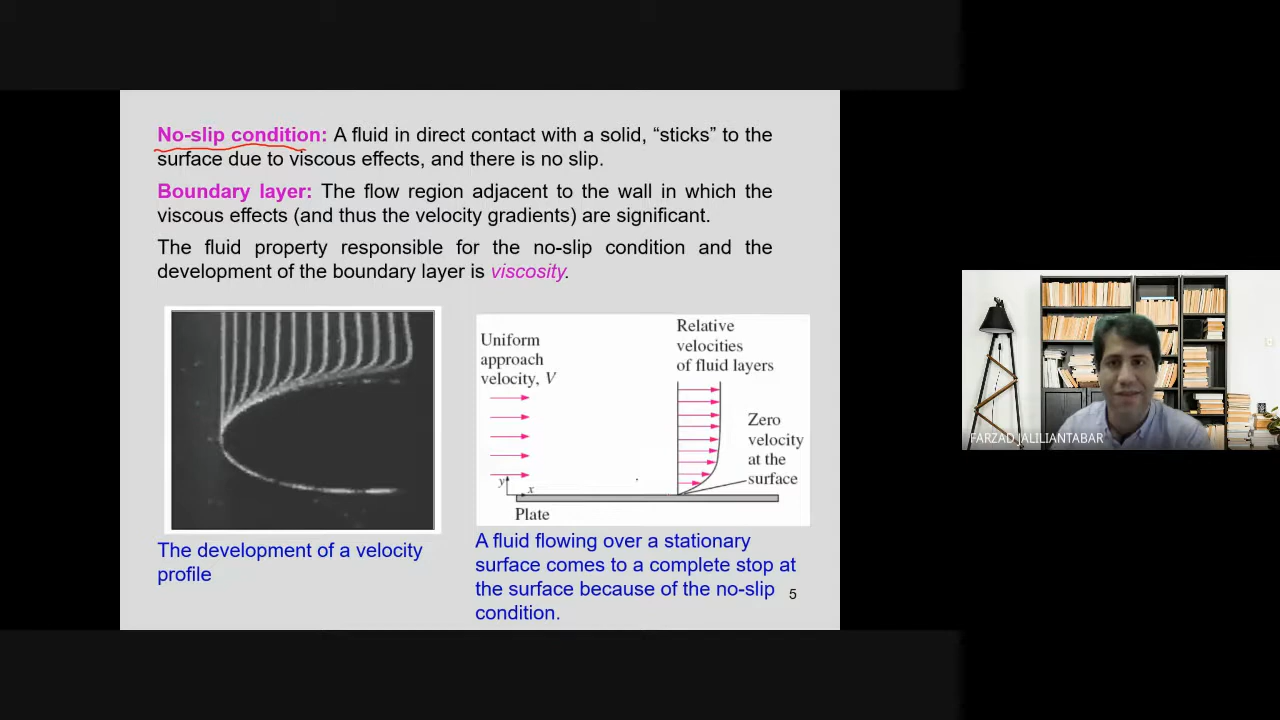 No-slip condition: A fluid in direct contact with a solid, “sticks” to the
surface due to viscous effects, and there is no slip.
Boundary layer: The flow region adjacent to the wall in which the
viscous effects (and thus the velocity gradients) are significant.
The fluid property responsible for the no-slip condition and the
development of the boundary layer is viscosity.
The development of a velocity
profile
Uniform
approach
velocity, V
Relative
velocities
of fluid layers
Zero
velocity
at the
surface
y
x
Plate
A fluid flowing over a stationary
surface comes to a complete stop at
the surface because of the no-slip
condition.
5
FARZAD JALILIANTABAR